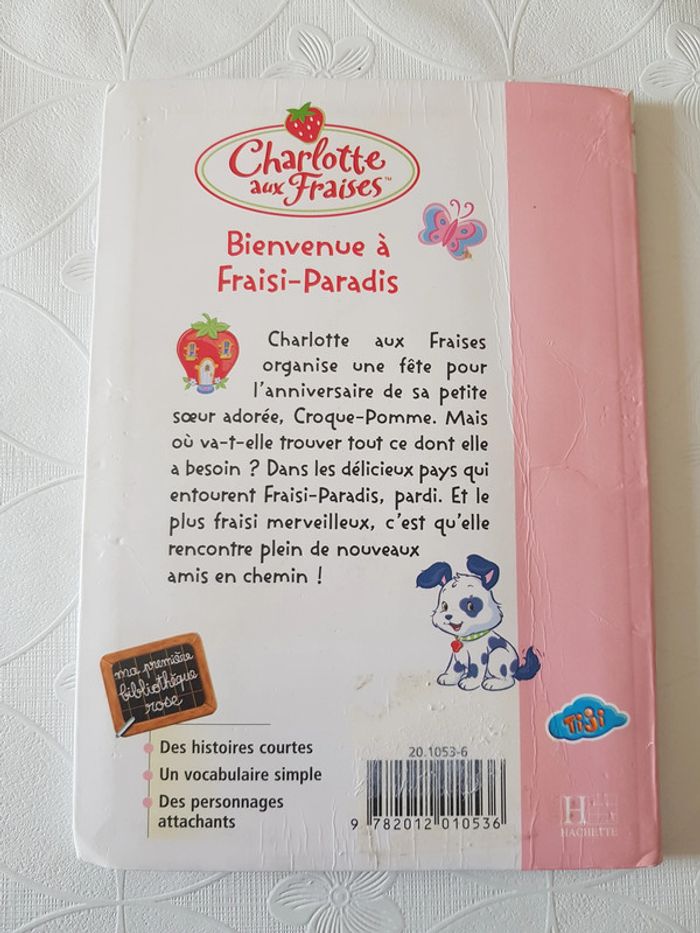 Charlotte
aux Fraises™
Bienvenue à
Fraisi-Paradis
Charlotte aux Fraises
organise une fête pour
l'anniversaire de sa petite
sœur adorée, Croque-Pomme. Mais
où va-t-elle trouver tout ce dont elle
a besoin ? Dans les délicieux pays qui
entourent Fraisi-Paradis, pardi. Et le
plus fraisi merveilleux, c'est qu'elle
rencontre plein de nouveaux
amis en chemin !
ma première
bibliothèque
rose
Des histoires courtes
Un vocabulaire simple
Des personnages
attachants
20.1053-6
9 782012 010536
TiJi
H
HACHETTE